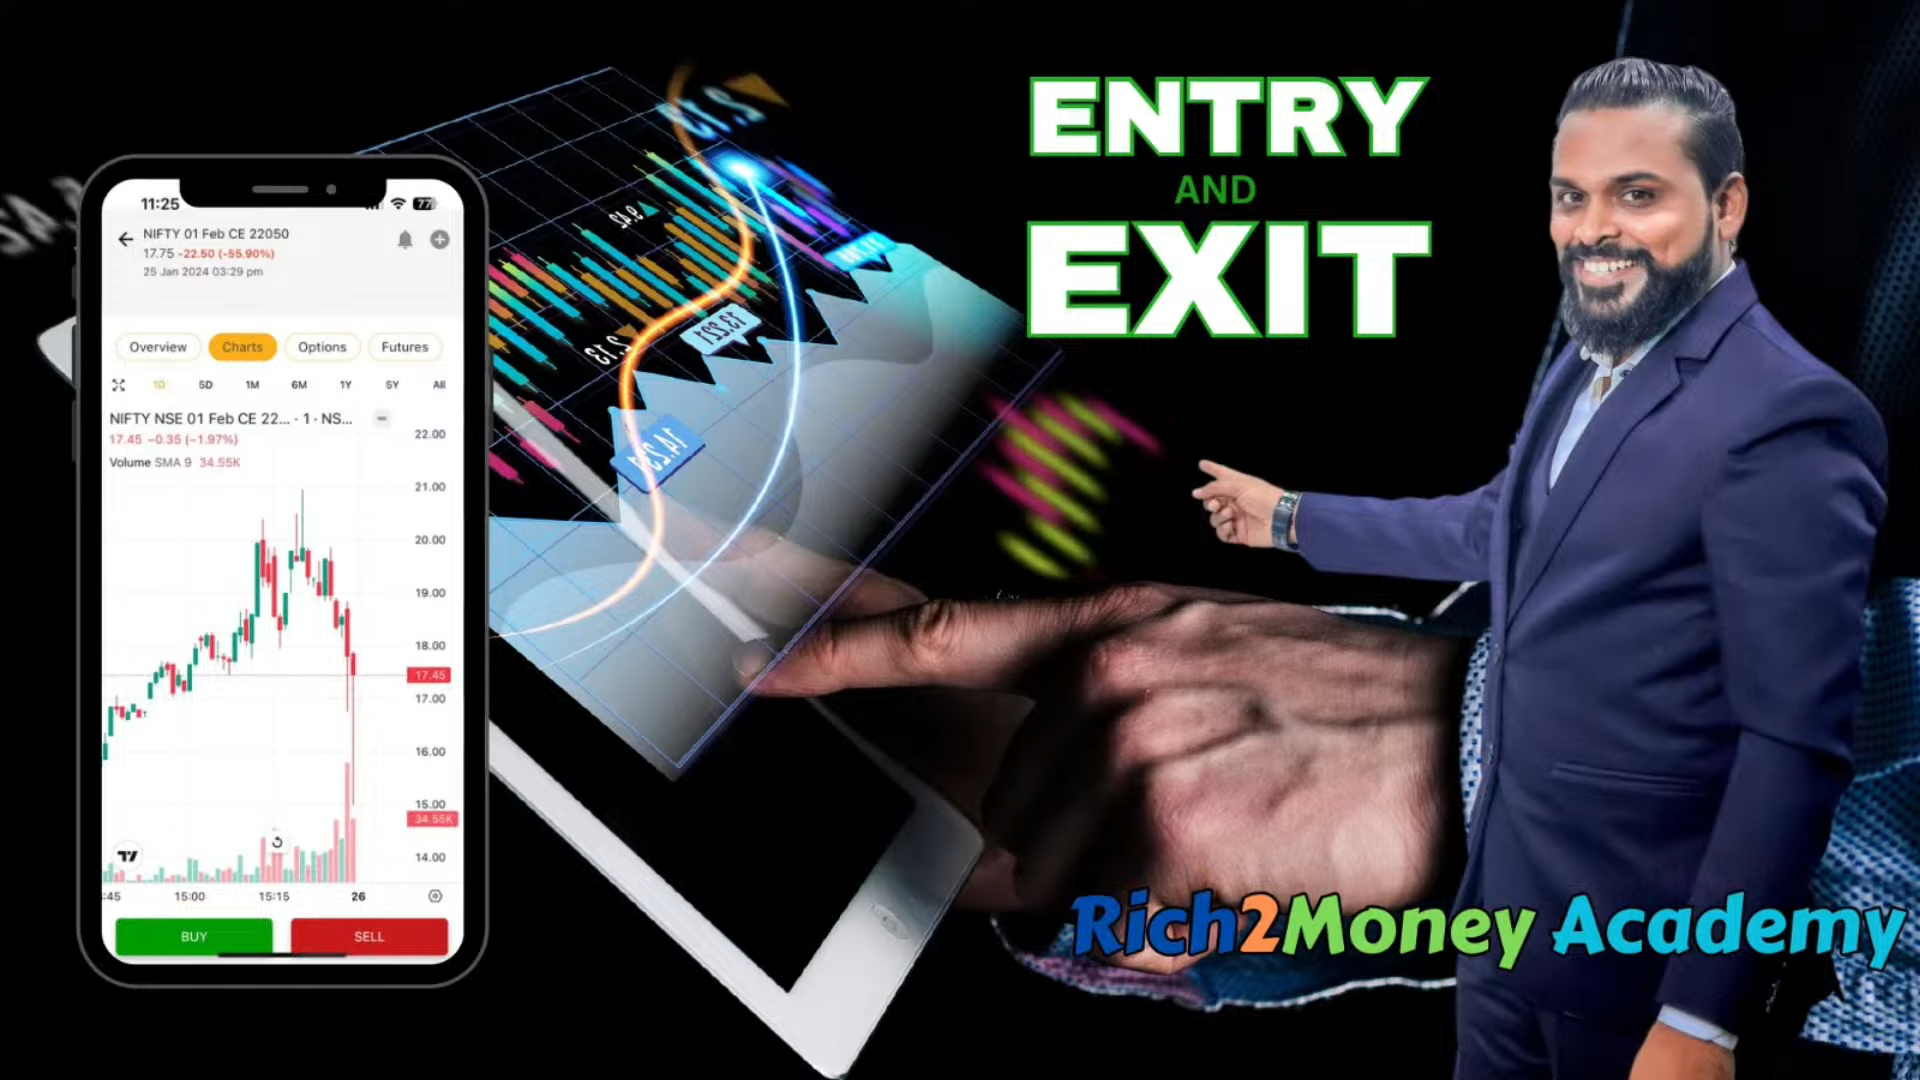 ENTRY
AND
EXIT
11:25
77
NIFTY 01 Feb CE 22050
17.75 -22.50 (-55.90%)
25 Jan 2024 03:29 pm
Overview Charts Options Futures
1D 5D 1M 6M 1Y 5Y All
NIFTY NSE 01 Feb CE 22... · 1 · NS...
17.45 −0.35 (−1.97%)
Volume SMA 9 34.55K
22.00
21.00
20.00
19.00
18.00
17.45
17.00
16.00
15.00
34.55K
14.00
:45 15:00 15:15 26
BUY SELL
Rich2Money Academy